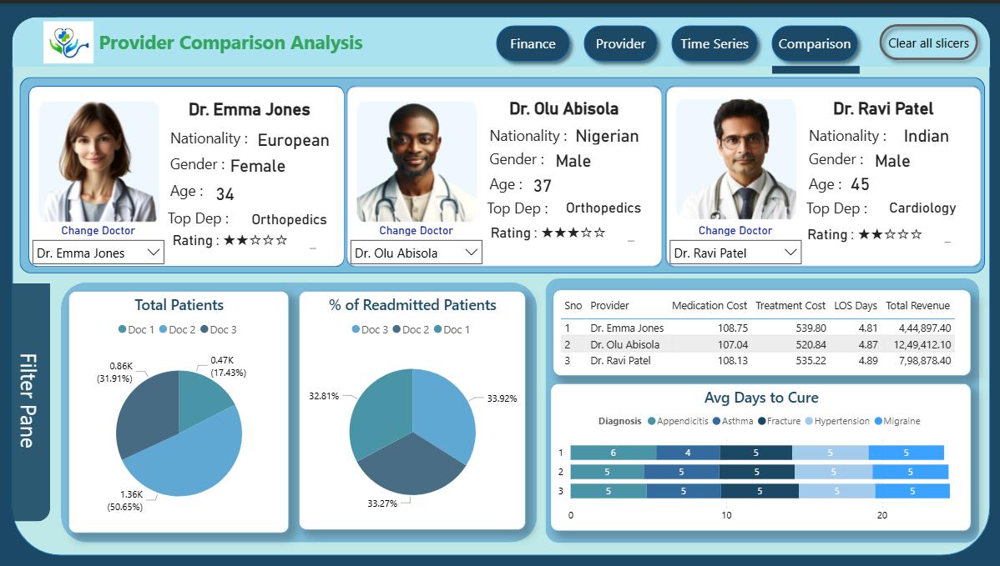 Provider Comparison Analysis
Finance
Provider
Time Series
Comparison
Clear all slicers
Dr. Emma Jones
Nationality : European
Gender : Female
Age : 34
Top Dep : Orthopedics
Rating : ★★☆☆☆ _
Change Doctor
Dr. Emma Jones
Dr. Olu Abisola
Nationality : Nigerian
Gender : Male
Age : 37
Top Dep : Orthopedics
Rating : ★★★☆☆ _
Change Doctor
Dr. Olu Abisola
Dr. Ravi Patel
Nationality : Indian
Gender : Male
Age : 45
Top Dep : Cardiology
Rating : ★★☆☆☆ _
Change Doctor
Dr. Ravi Patel
Filter Pane
Total Patients
Doc 1 Doc 2 Doc 3
0.86K
(31.91%)
0.47K
(17.43%)
1.36K
(50.65%)
% of Readmitted Patients
Doc 3 Doc 2 Doc 1
32.81%
33.92%
33.27%
Sno Provider Medication Cost Treatment Cost LOS Days Total Revenue
1 Dr. Emma Jones 108.75 539.80 4.81 4,44,897.40
2 Dr. Olu Abisola 107.04 520.84 4.87 12,49,412.10
3 Dr. Ravi Patel 108.13 535.22 4.89 7,98,878.40
Avg Days to Cure
Diagnosis Appendicitis Asthma Fracture Hypertension Migraine
1 6 4 5 5 5
2 5 5 5 5 5
3 5 5 5 5 5
0 10 20